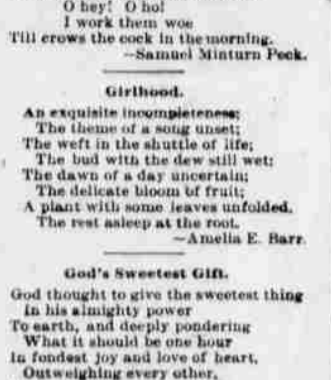 O hey! O ho!
I work them woe
Till crows the cock in the morning.
—Samuel Minturn Peck.
Girlhood.
An exquisite incompleteness;
The theme of a song unset;
The weft in the shuttle of life;
The bud with the dew still wet;
The dawn of a day uncertain;
The delicate bloom of fruit;
A plant with some leaves unfolded,
The rest asleep at the root.
—Amelia E. Barr.
God's Sweetest Gift.
God thought to give the sweetest thing
In his almighty power
To earth, and deeply pondering
What it should be one hour
In fondest joy and love of heart,
Outweighing every other,